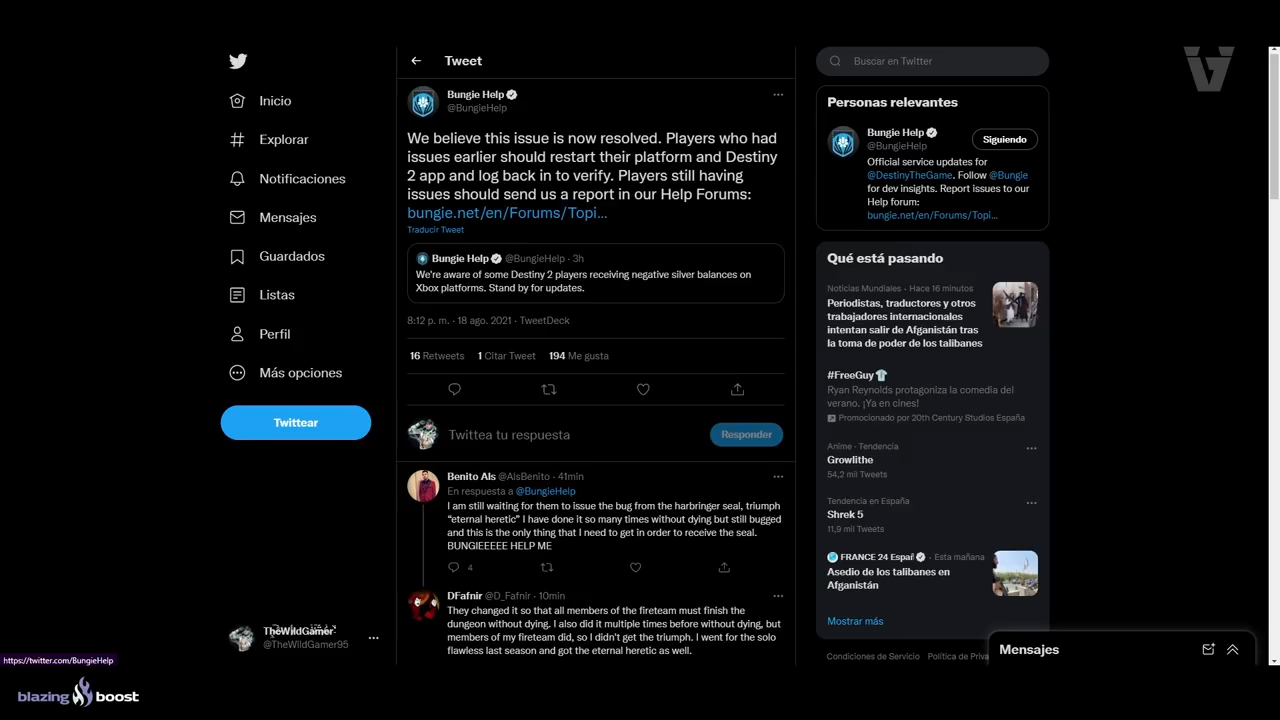 Tweet
Buscar en Twitter
Inicio
Explorar
Notificaciones
Mensajes
Guardados
Listas
Perfil
Más opciones
Twittear
TheWildGamer
@TheWildGamer95
Bungie Help
@BungieHelp
We believe this issue is now resolved. Players who had
issues earlier should restart their platform and Destiny
2 app and log back in to verify. Players still having
issues should send us a report in our Help Forums:
bungie.net/en/Forums/Topi...
Traducir Tweet
Bungie Help @BungieHelp · 3h
We're aware of some Destiny 2 players receiving negative silver balances on
Xbox platforms. Stand by for updates.
8:12 p. m. · 18 ago. 2021 · TweetDeck
16 Retweets 1 Citar Tweet 194 Me gusta
Twittea tu respuesta
Responder
Benito Als @AlsBenito · 41min
En respuesta a @BungieHelp
I am still waiting for them to issue the bug from the harbringer seal, triumph
"eternal heretic" I have done it so many times without dying but still bugged
and this is the only thing that I need to get in order to receive the seal.
BUNGIEEEEE HELP ME
4
DFafnir @D_Fafnir · 10min
They changed it so that all members of the fireteam must finish the
dungeon without dying. I also did it multiple times before without dying, but
members of my fireteam did, so I didn't get the triumph. I went for the solo
flawless last season and got the eternal heretic as well.
Personas relevantes
Bungie Help
@BungieHelp
Siguiendo
Official service updates for
@DestinyTheGame. Follow @Bungie
for dev insights. Report issues to our
Help forum:
bungie.net/en/Forums/Topi...
Qué está pasando
Noticias Mundiales · Hace 16 minutos
Periodistas, traductores y otros
trabajadores internacionales
intentan salir de Afganistán tras
la toma de poder de los talibanes
#FreeGuy
Ryan Reynolds protagoniza la comedia del
verano. ¡Ya en cines!
Promocionado por 20th Century Studios España
Anime · Tendencia
Growlithe
54,2 mil Tweets
Tendencia en España
Shrek 5
11,9 mil Tweets
FRANCE 24 Españ · Esta mañana
Asedio de los talibanes en
Afganistán
Mostrar más
Condiciones de Servicio Política de Priva
Mensajes
https://twitter.com/BungieHelp
blazing boost